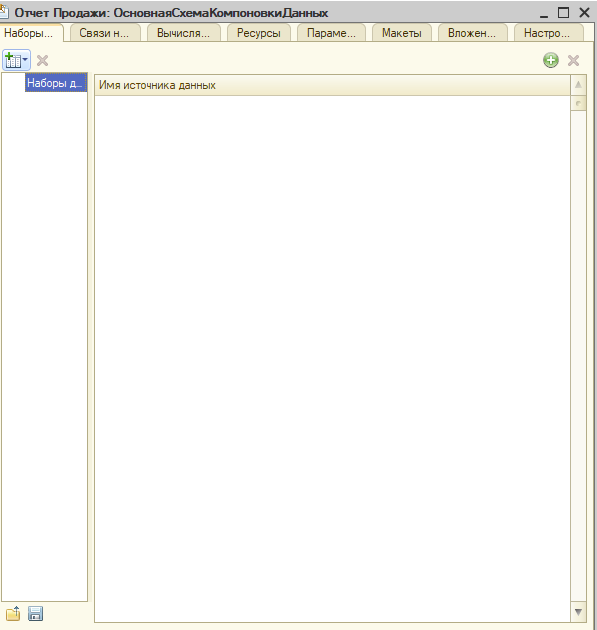 Отчет Продажи: ОсновнаяСхемаКомпоновкиДанных
Наборы... Связи н... Вычисля... Ресурсы Параме... Макеты Вложен... Настро...
Наборы д... Имя источника данных